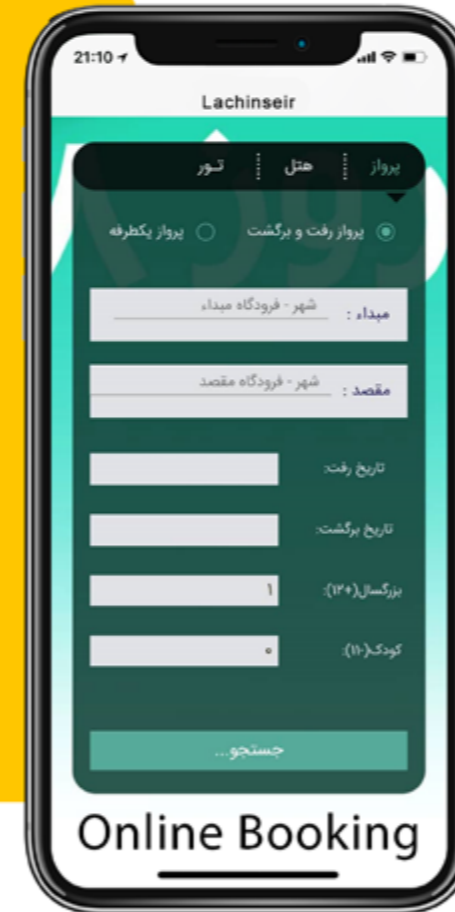 21:10
Lachinseir
پرواز هتل تـور
پرواز رفت و برگشت پرواز یکطرفه
مبداء : شهر - فرودگاه مبداء
مقصد : شهر - فرودگاه مقصد
تاریخ رفت:
تاریخ برگشت:
بزرگسال(+۱۲): ۱
کودک(-۱۱): ۰
جستجو...
Online Booking